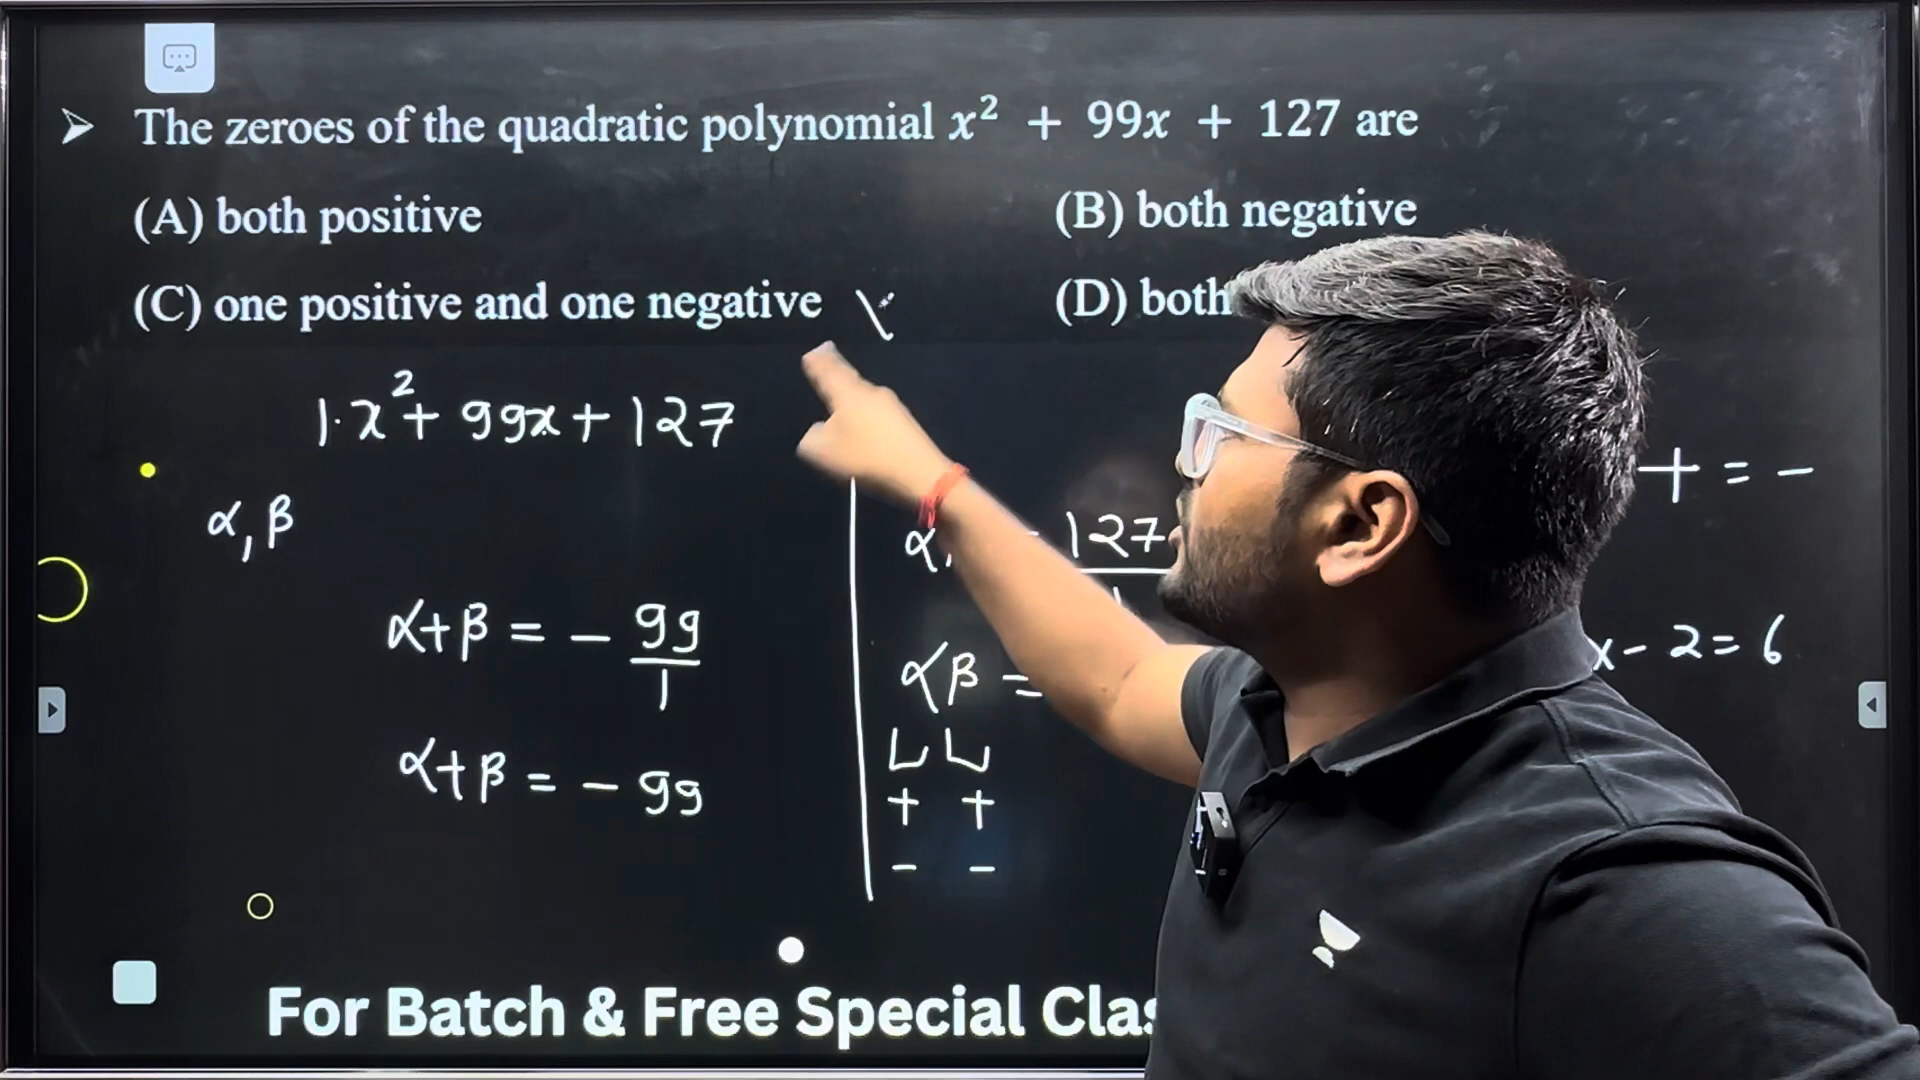 ➤ The zeroes of the quadratic polynomial x² + 99x + 127 are
(A) both positive
(B) both negative
(C) one positive and one negative
(D) both
1·x² + 99x + 127
α, β
α+β = - 99/1
α+β = - 99
α
127
αβ =
+ +
- -
+ = -
x - 2 = 6
For Batch & Free Special